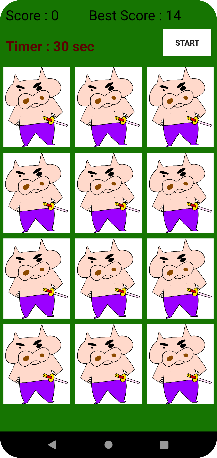 Score : 0 Best Score : 14
Timer : 30 sec
START